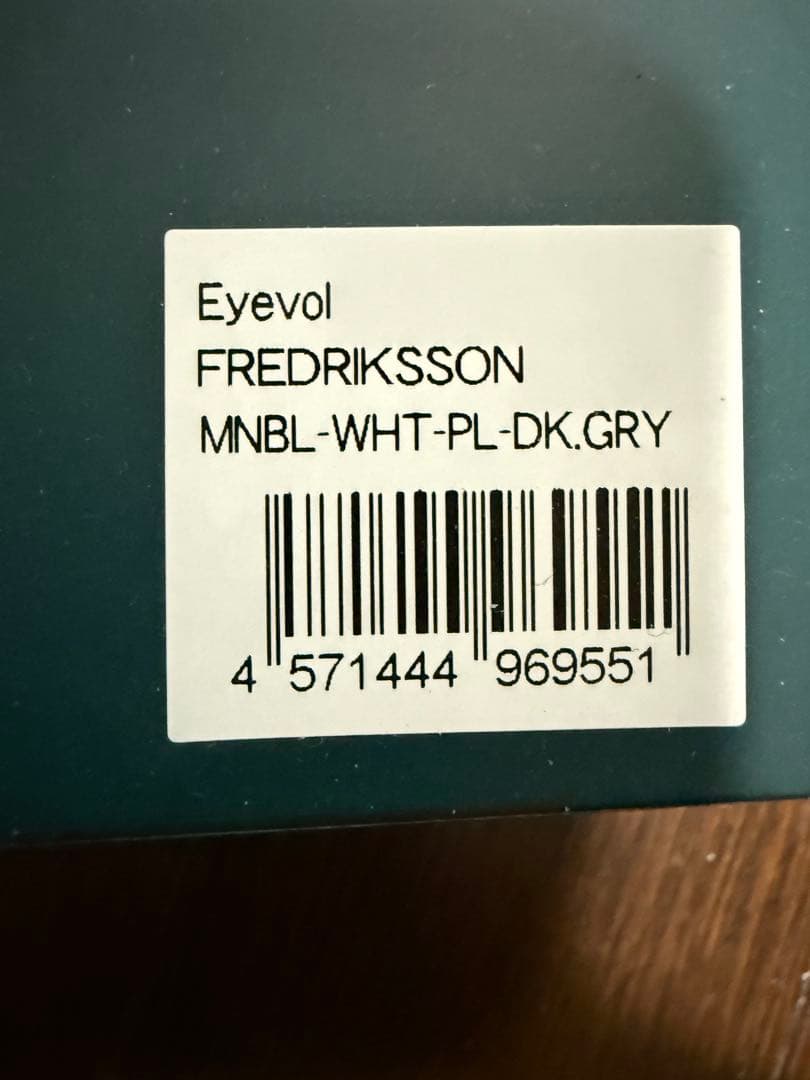 Eyevol
FREDRIKSSON
MNBL-WHT-PL-DK.GRY
4 571444 969551